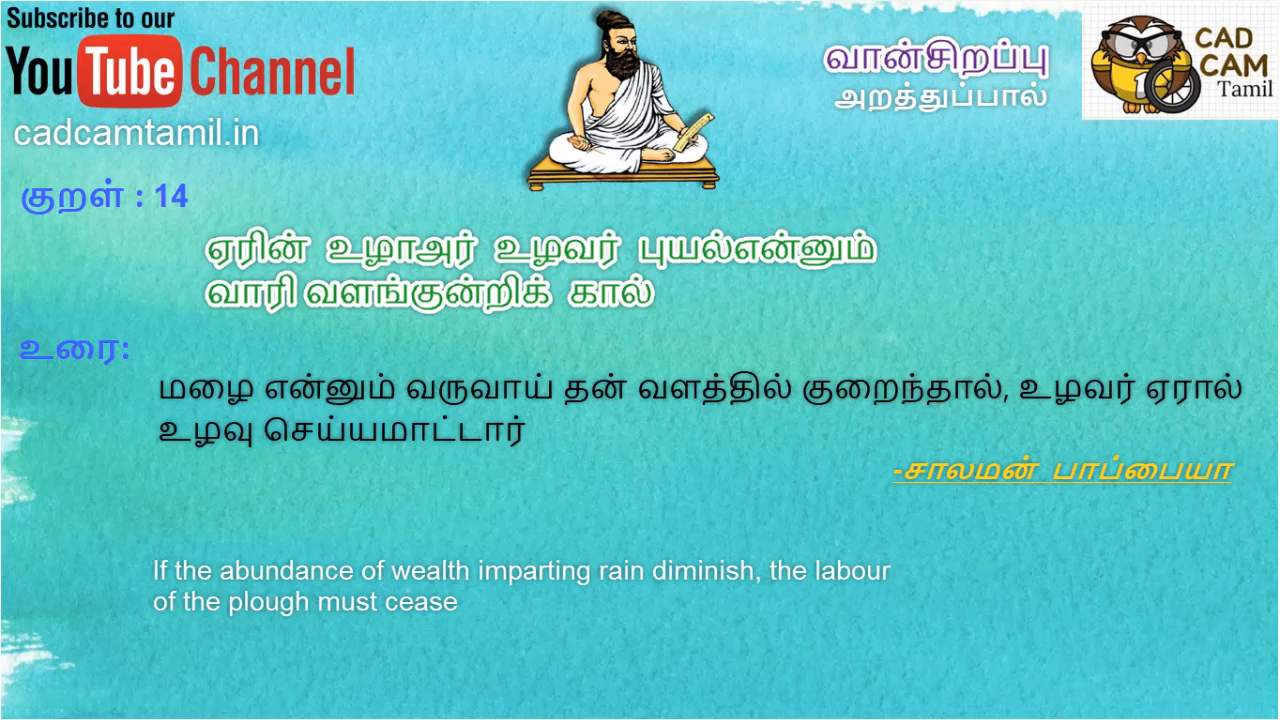 Subscribe to our
YouTube Channel
cadcamtamil.in
வான்சிறப்பு
அறத்துப்பால்
CAD
CAM
Tamil
குறள் : 14
ஏரின் உழாஅர் உழவர் புயல்என்னும்
வாரி வளங்குன்றிக் கால்
உரை:
மழை என்னும் வருவாய் தன் வளத்தில் குறைந்தால், உழவர் ஏரால்
உழவு செய்யமாட்டார்
-சாலமன் பாப்பையா
If the abundance of wealth imparting rain diminish, the labour
of the plough must cease